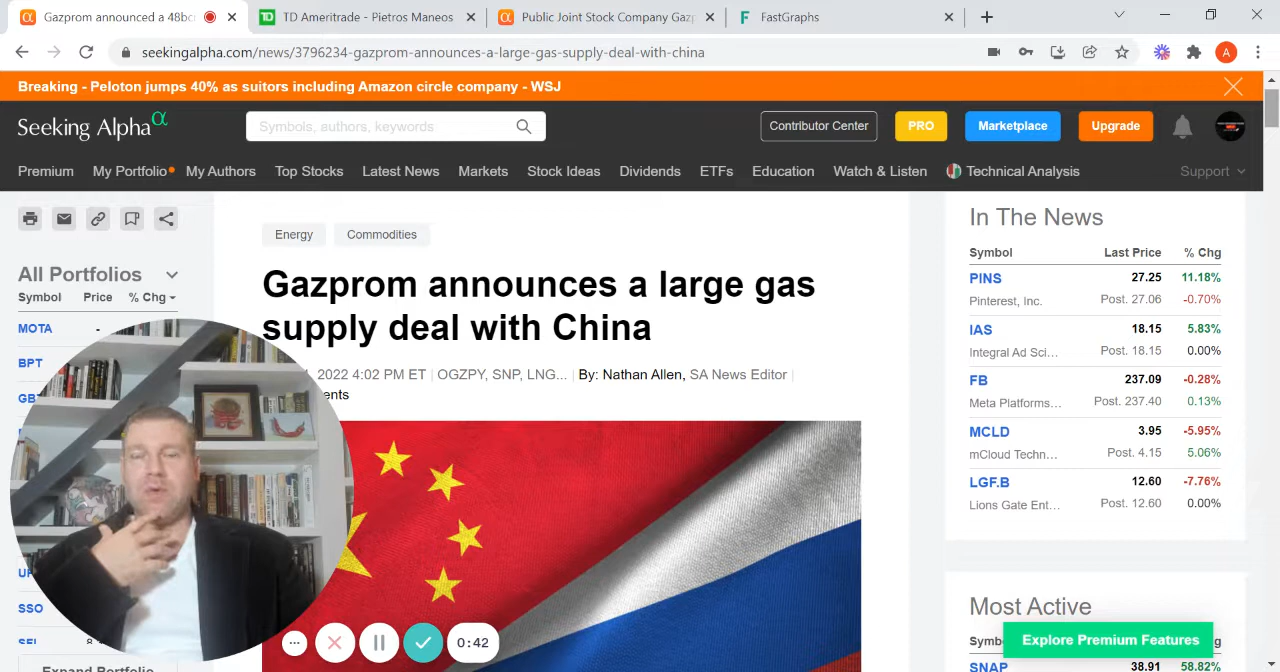 Gazprom announced a 48bc
TD Ameritrade - Pietros Maneos
Public Joint Stock Company Gazp
FastGraphs
seekingalpha.com/news/3796234-gazprom-announces-a-large-gas-supply-deal-with-china
A
Breaking - Peloton jumps 40% as suitors including Amazon circle company - WSJ
Seeking Alpha α
Symbols, authors, keywords
Contributor Center
PRO
Marketplace
Upgrade
Premium My Portfolio My Authors Top Stocks Latest News Markets Stock Ideas Dividends ETFs Education Watch & Listen Technical Analysis Support
All Portfolios
Symbol Price % Chg
MOTA -
BPT
GB
UF
SSO
SFL 8
Expand Portfolio
Energy
Commodities
Gazprom announces a large gas
supply deal with China
, 2022 4:02 PM ET | OGZPY, SNP, LNG... | By: Nathan Allen, SA News Editor |
ents
0:42
In The News
Symbol Last Price % Chg
PINS 27.25 11.18%
Pinterest, Inc. Post. 27.06 -0.70%
IAS 18.15 5.83%
Integral Ad Sci... Post. 18.15 0.00%
FB 237.09 -0.28%
Meta Platforms... Post. 237.40 0.13%
MCLD 3.95 -5.95%
mCloud Techn... Post. 4.15 5.06%
LGF.B 12.60 -7.76%
Lions Gate Ent... Post. 12.60 0.00%
Most Active
Symb
Explore Premium Features
SNAP 38.91 58.82%